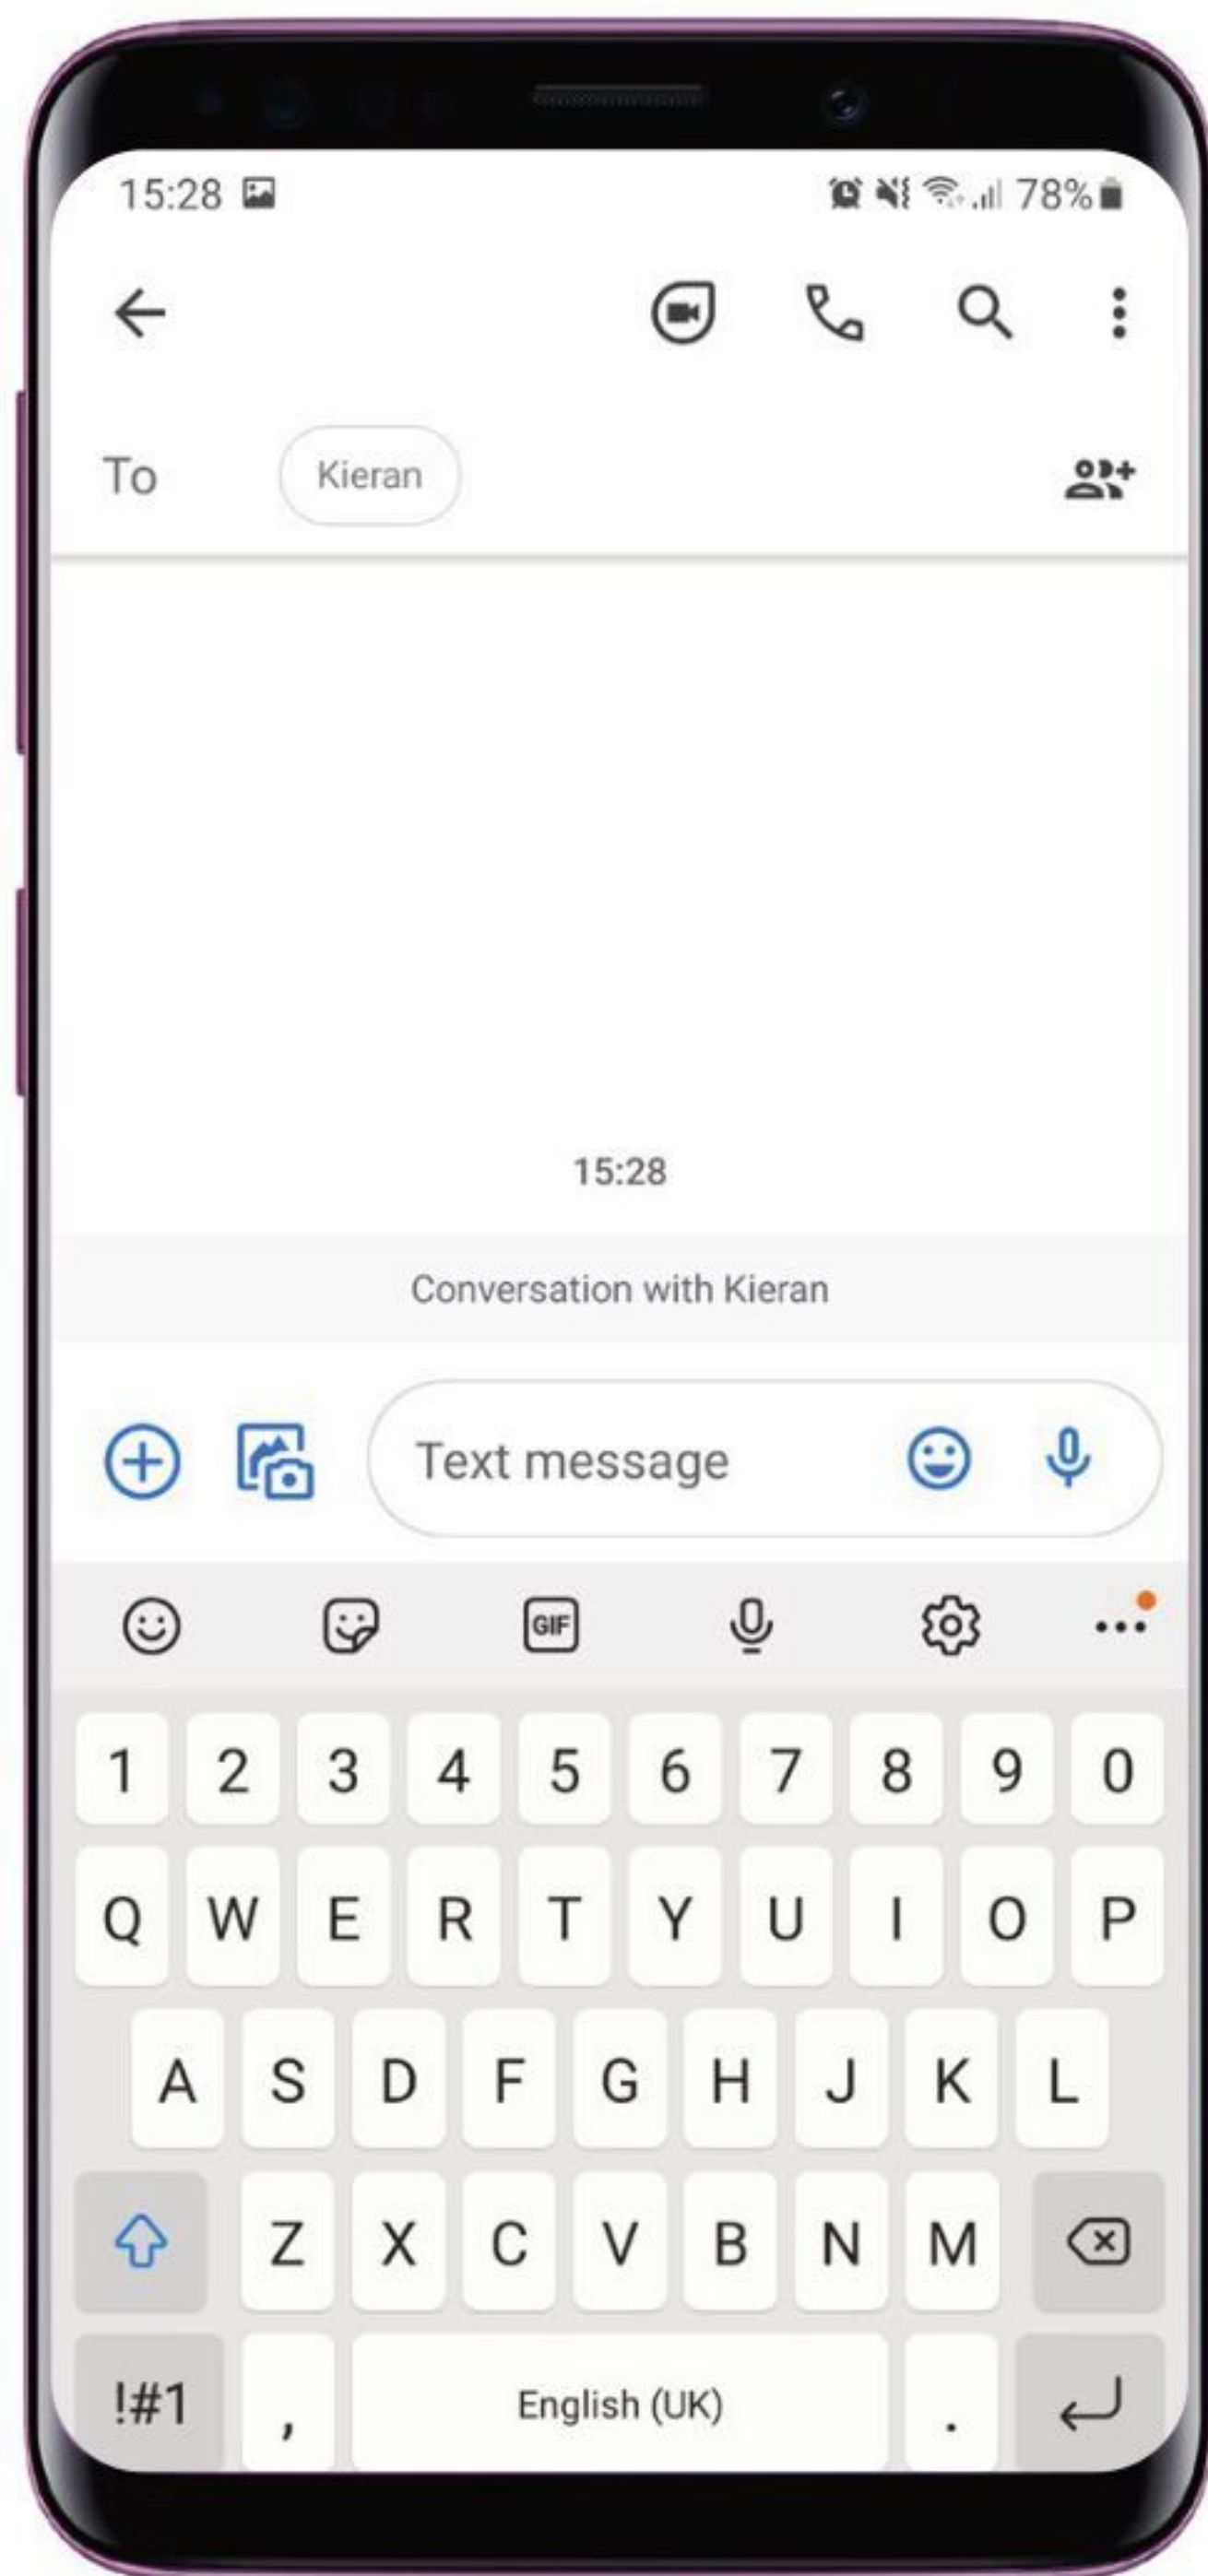 15:28 78%
To Kieran
15:28
Conversation with Kieran
Text message
GIF
1 2 3 4 5 6 7 8 9 0
Q W E R T Y U I O P
A S D F G H J K L
Z X C V B N M
!#1 , English (UK) .